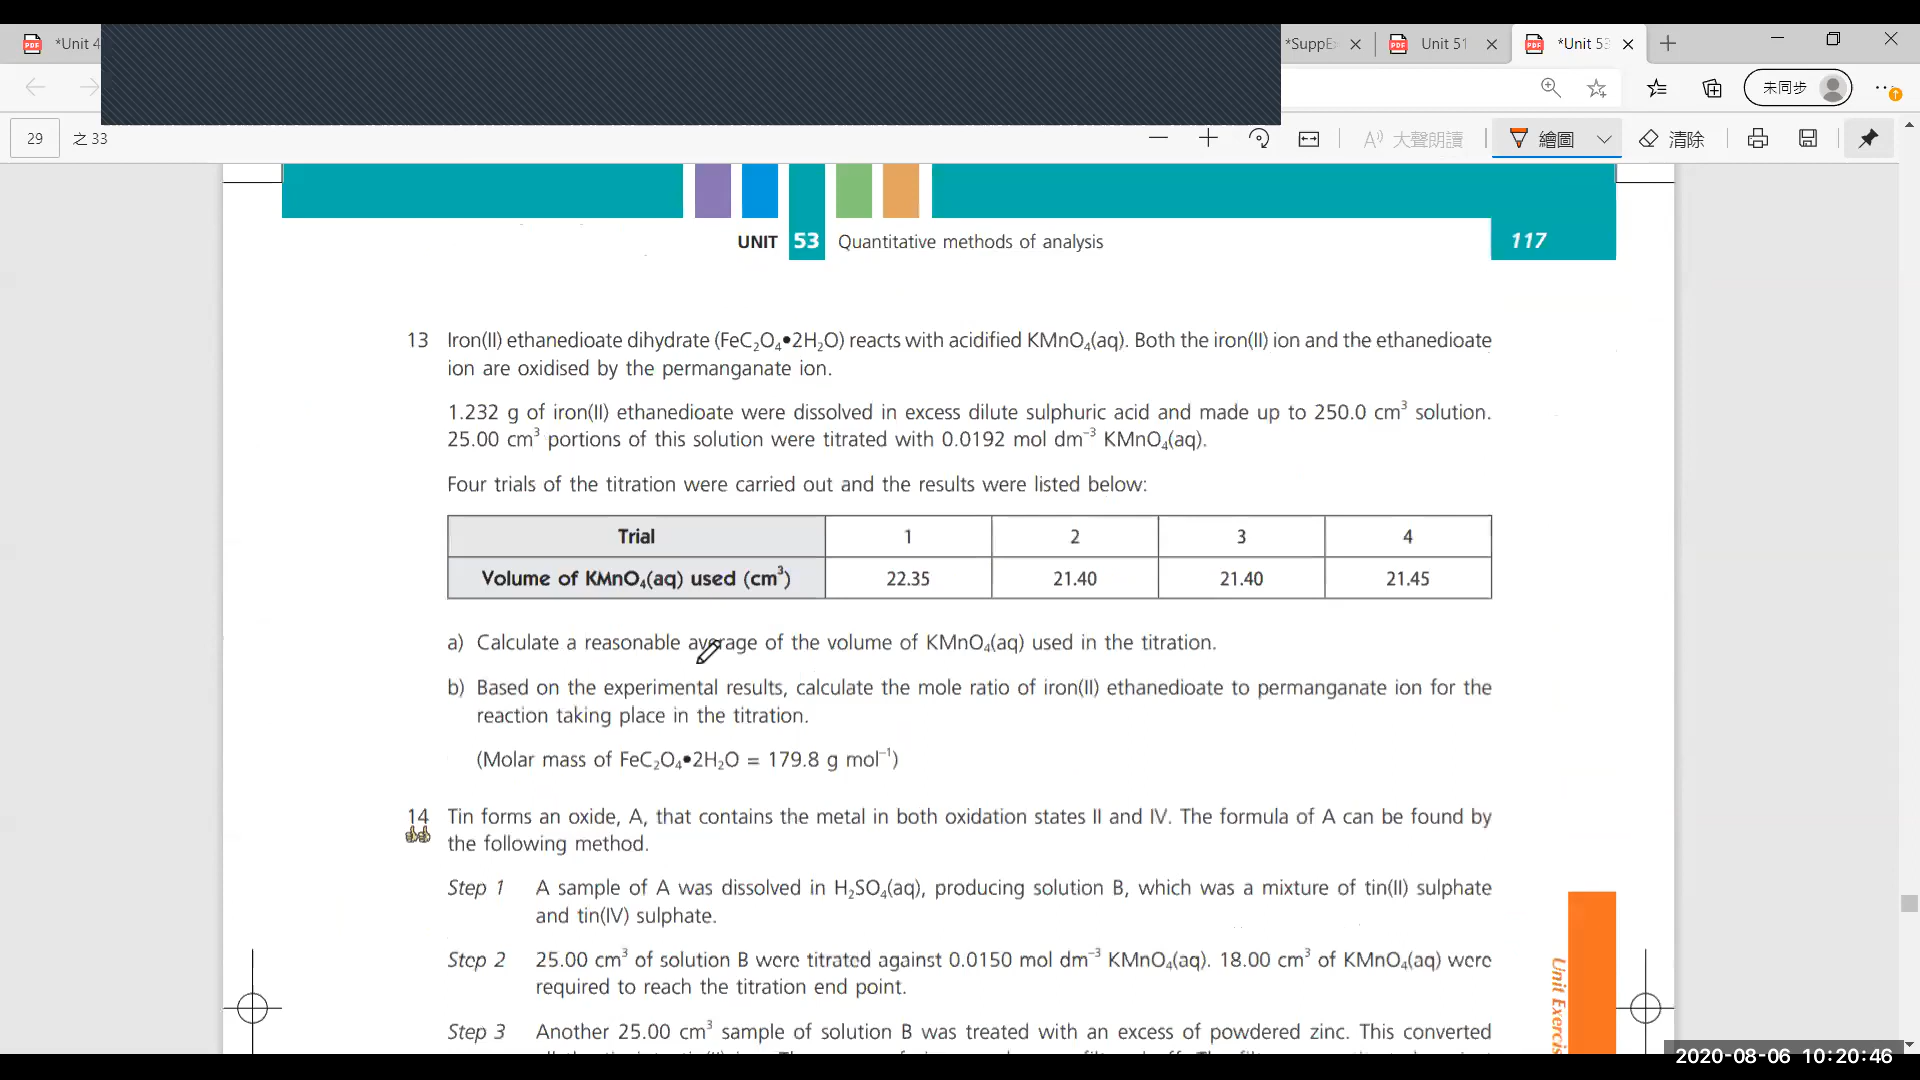 *Unit 4
*SuppEx
Unit 51
*Unit 53
未同步
29 之 33
大聲朗讀
繪圖
清除
UNIT 53 Quantitative methods of analysis 117
13 Iron(II) ethanedioate dihydrate (FeC₂O₄•2H₂O) reacts with acidified KMnO₄(aq). Both the iron(II) ion and the ethanedioate
ion are oxidised by the permanganate ion.
1.232 g of iron(II) ethanedioate were dissolved in excess dilute sulphuric acid and made up to 250.0 cm³ solution.
25.00 cm³ portions of this solution were titrated with 0.0192 mol dm⁻³ KMnO₄(aq).
Four trials of the titration were carried out and the results were listed below:
Trial 1 2 3 4
Volume of KMnO₄(aq) used (cm³) 22.35 21.40 21.40 21.45
a) Calculate a reasonable average of the volume of KMnO₄(aq) used in the titration.
b) Based on the experimental results, calculate the mole ratio of iron(II) ethanedioate to permanganate ion for the
reaction taking place in the titration.
(Molar mass of FeC₂O₄•2H₂O = 179.8 g mol⁻¹)
14 Tin forms an oxide, A, that contains the metal in both oxidation states II and IV. The formula of A can be found by
the following method.
Step 1 A sample of A was dissolved in H₂SO₄(aq), producing solution B, which was a mixture of tin(II) sulphate
and tin(IV) sulphate.
Step 2 25.00 cm³ of solution B were titrated against 0.0150 mol dm⁻³ KMnO₄(aq). 18.00 cm³ of KMnO₄(aq) were
required to reach the titration end point.
Step 3 Another 25.00 cm³ sample of solution B was treated with an excess of powdered zinc. This converted
Unit Exercis
2020-08-06 10:20:46